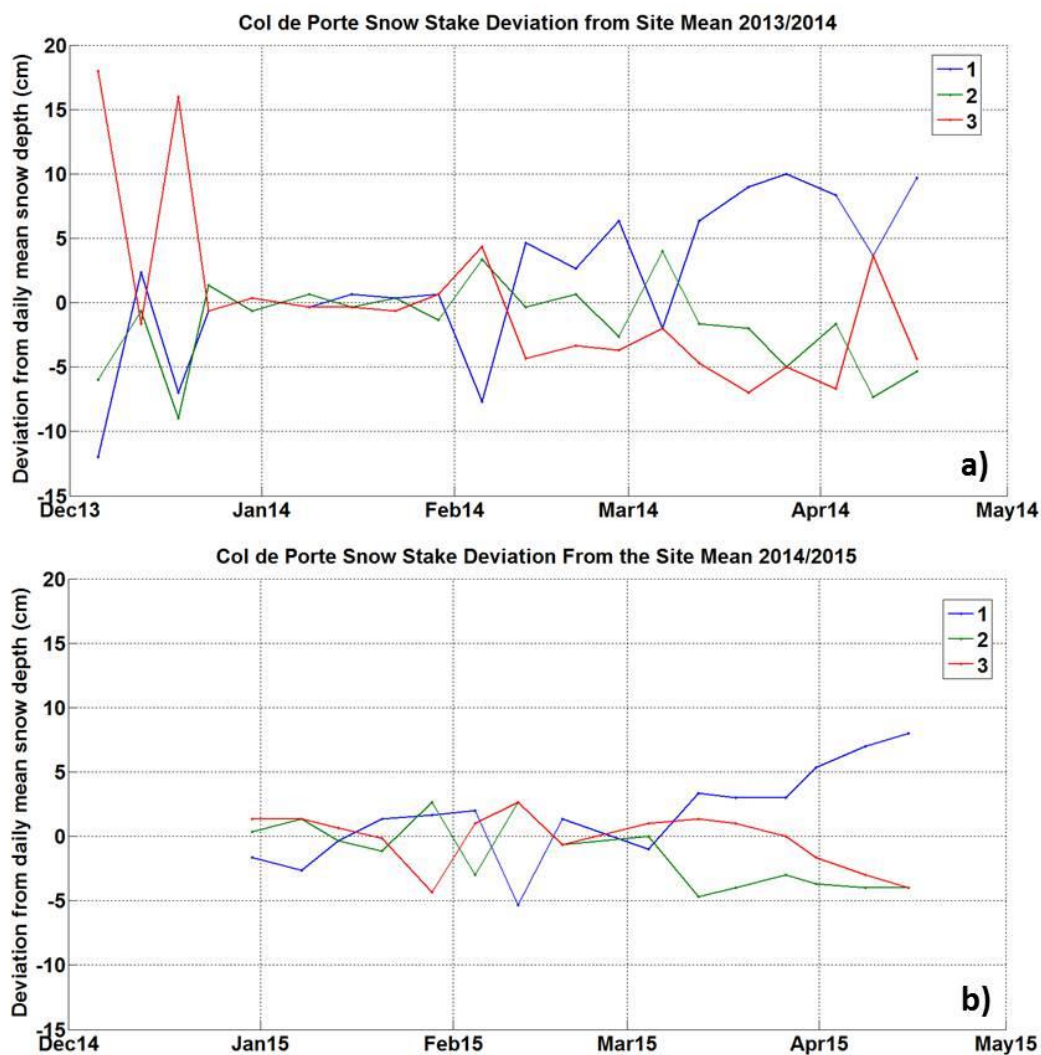 Col de Porte Snow Stake Deviation from Site Mean 2013/2014
Deviation from daily mean snow depth (cm)
20
15
10
5
0
-5
-10
-15
1
2
3
a)
Dec13 Jan14 Feb14 Mar14 Apr14 May14
Col de Porte Snow Stake Deviation From the Site Mean 2014/2015
Deviation from daily mean snow depth (cm)
20
15
10
5
0
-5
-10
-15
1
2
3
b)
Dec14 Jan15 Feb15 Mar15 Apr15 May15